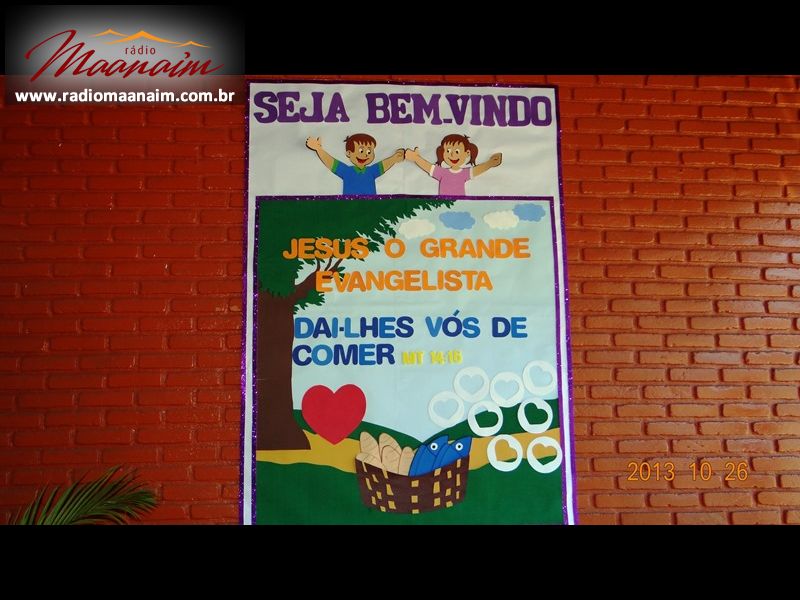 rádio
Maanaim
www.radiomaanaim.com.br
SEJA BEM-VINDO
JESUS O GRANDE
EVANGELISTA
DAI-LHES VÓS DE
COMER MT 14:16
2013 10 26